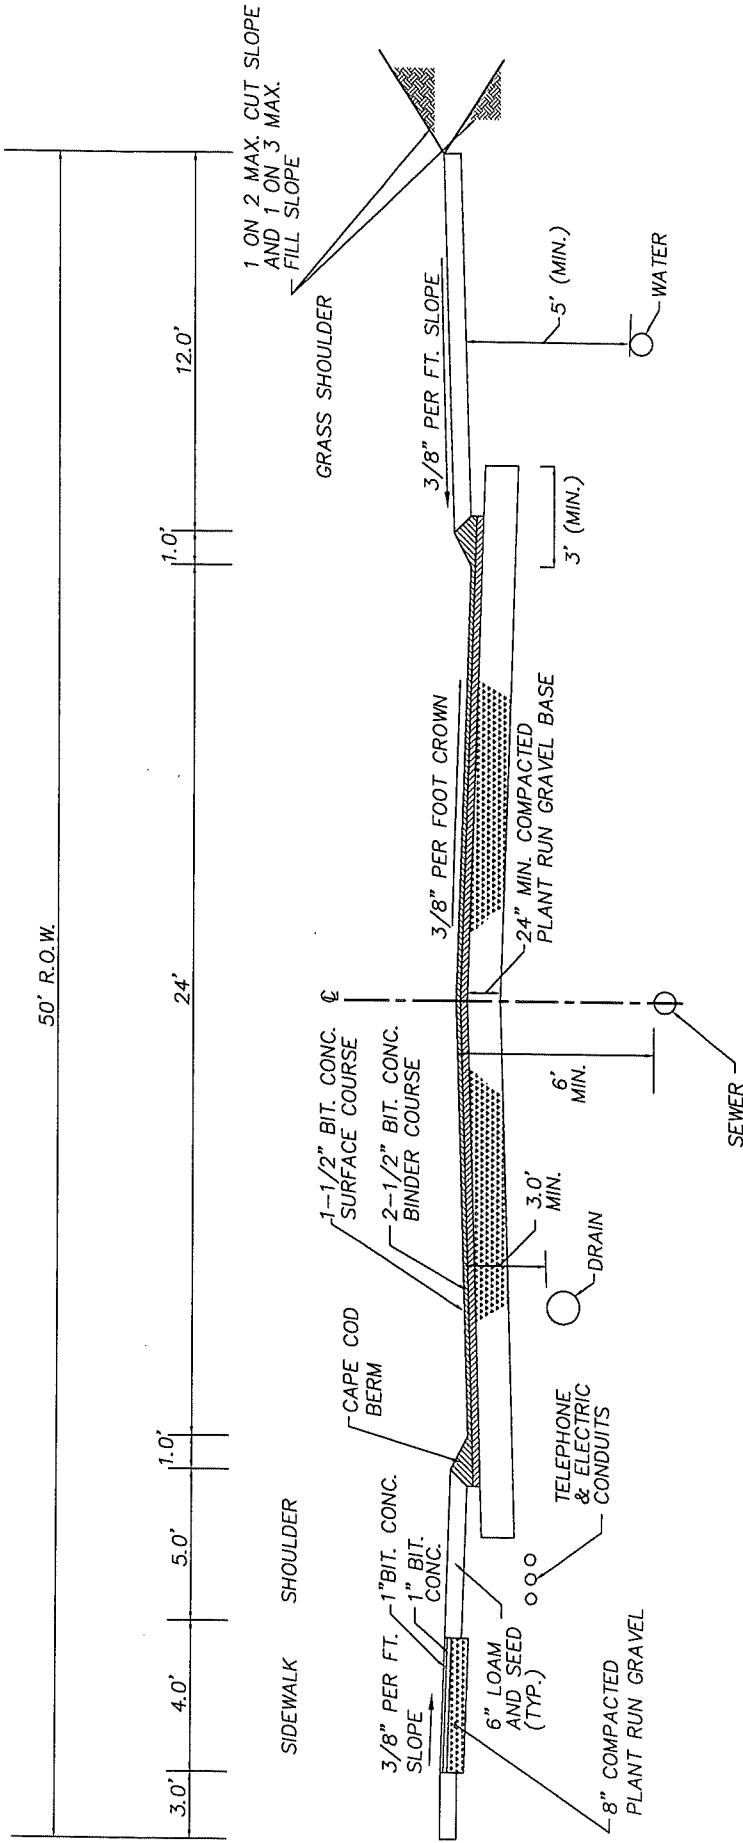 50' R.O.W.
3.0'
4.0'
5.0'
1.0'
24'
1.0'
12.0'
SIDEWALK
SHOULDER
GRASS SHOULDER
1 ON 2 MAX. CUT SLOPE
AND 1 ON 3 MAX.
FILL SLOPE
3/8" PER FT.
SLOPE
1"BIT. CONC.
1" BIT.
CONC.
CAPE COD
BERM
1-1/2" BIT. CONC.
SURFACE COURSE
2-1/2" BIT. CONC.
BINDER COURSE
℄
3/8" PER FOOT CROWN
3/8" PER FT. SLOPE
6" LOAM
AND SEED
(TYP.)
8" COMPACTED
PLANT RUN GRAVEL
TELEPHONE
& ELECTRIC
CONDUITS
3.0'
MIN.
DRAIN
6'
MIN.
SEWER
24" MIN. COMPACTED
PLANT RUN GRAVEL BASE
3' (MIN.)
5' (MIN.)
WATER